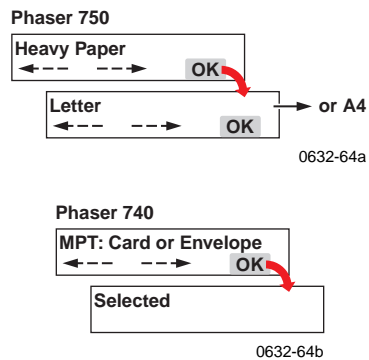 Phaser 750
Heavy Paper
OK
Letter
or A4
OK
0632-64a
Phaser 740
MPT: Card or Envelope
OK
Selected
0632-64b